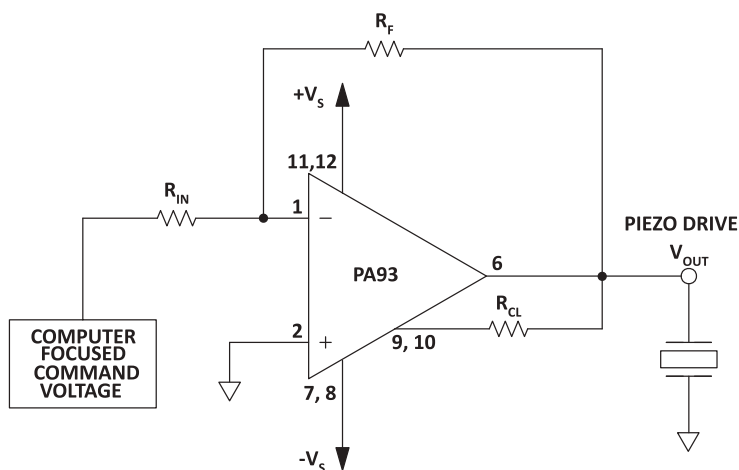 R_F
+V_S
11,12
R_IN
1
−
PIEZO DRIVE
V_OUT
6
PA93
R_CL
2
+
9, 10
COMPUTER
FOCUSED
COMMAND
VOLTAGE
7, 8
-V_S